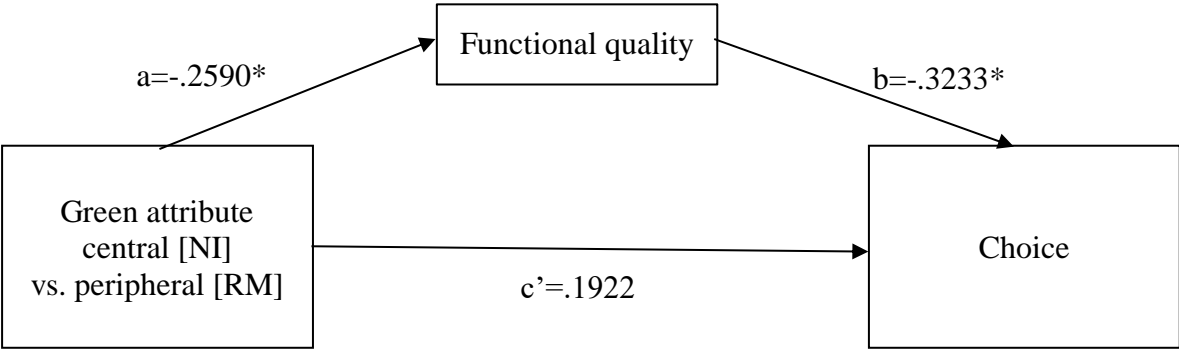 Functional quality
a=-.2590*
b=-.3233*
Green attribute
central [NI]
vs. peripheral [RM]
Choice
c’=.1922